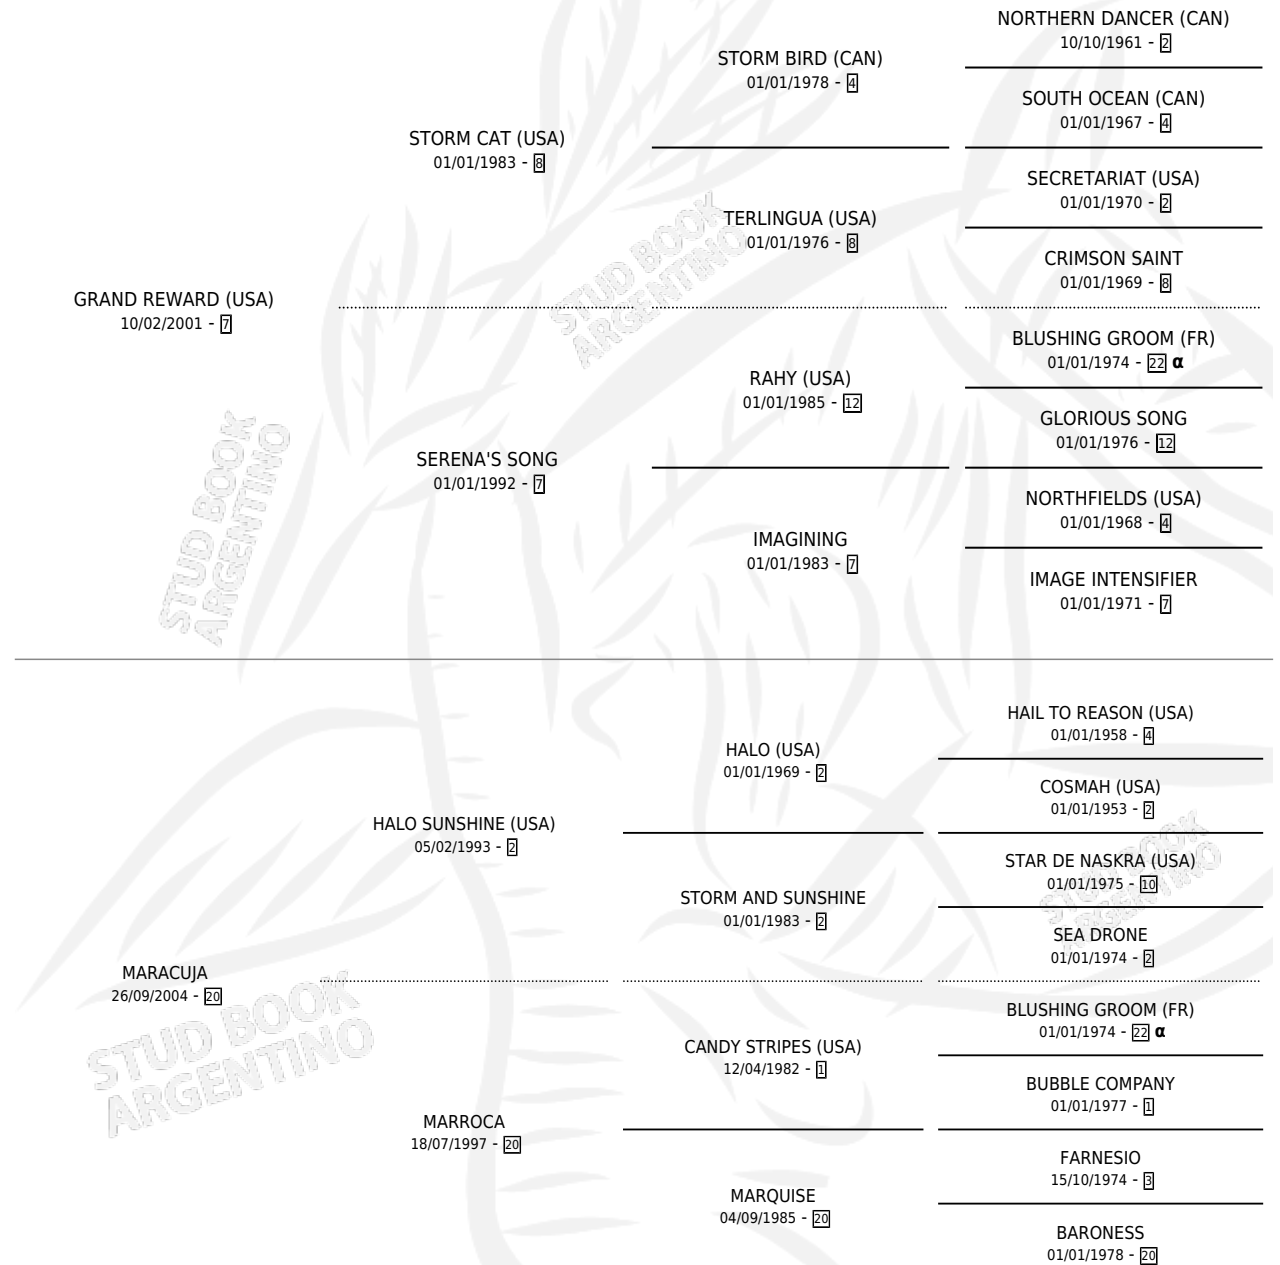 NORTHERN DANCER (CAN)
10/10/1961 - 2
STORM BIRD (CAN)
01/01/1978 - 4
SOUTH OCEAN (CAN)
01/01/1967 - 4
STORM CAT (USA)
01/01/1983 - 8
SECRETARIAT (USA)
01/01/1970 - 2
TERLINGUA (USA)
01/01/1976 - 8
CRIMSON SAINT
01/01/1969 - 8
GRAND REWARD (USA)
10/02/2001 - 7
BLUSHING GROOM (FR)
01/01/1974 - 22 α
RAHY (USA)
01/01/1985 - 12
GLORIOUS SONG
01/01/1976 - 12
SERENA'S SONG
01/01/1992 - 7
NORTHFIELDS (USA)
01/01/1968 - 4
IMAGINING
01/01/1983 - 7
IMAGE INTENSIFIER
01/01/1971 - 7
HAIL TO REASON (USA)
01/01/1958 - 4
HALO (USA)
01/01/1969 - 2
COSMAH (USA)
01/01/1953 - 2
HALO SUNSHINE (USA)
05/02/1993 - 2
STAR DE NASKRA (USA)
01/01/1975 - 10
STORM AND SUNSHINE
01/01/1983 - 2
SEA DRONE
01/01/1974 - 2
MARACUJA
26/09/2004 - 20
BLUSHING GROOM (FR)
01/01/1974 - 22 α
CANDY STRIPES (USA)
12/04/1982 - 1
BUBBLE COMPANY
01/01/1977 - 1
MARROCA
18/07/1997 - 20
FARNESIO
15/10/1974 - 3
MARQUISE
04/09/1985 - 20
BARONESS
01/01/1978 - 20
STUD BOOK
ARGENTINO
STUD BOOK
ARGENTINO
STUD BOOK
ARGENTINO
STUD BOOK
ARGENTINO